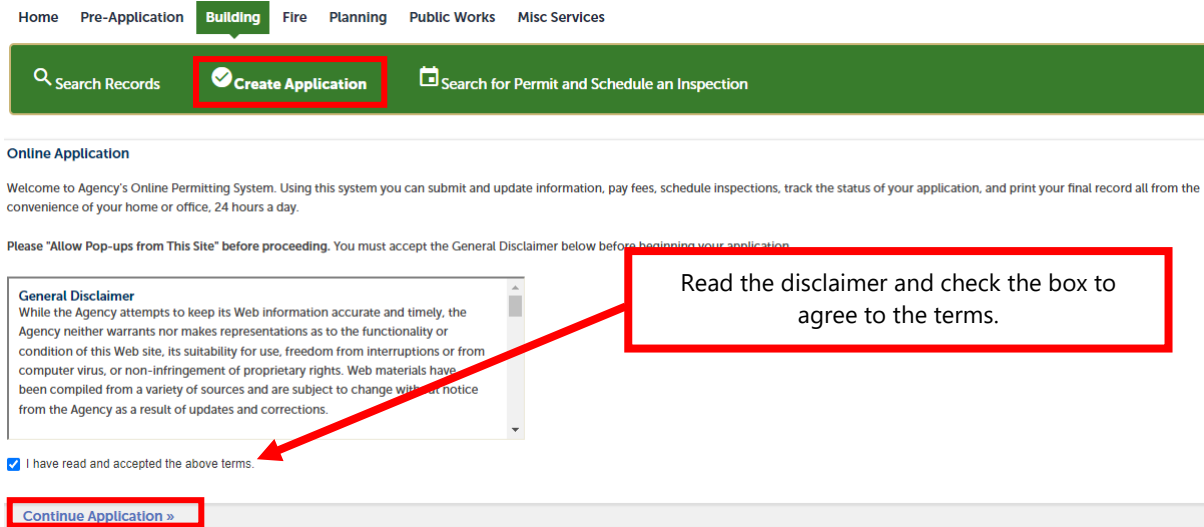 Home Pre-Application Building Fire Planning Public Works Misc Services
Search Records Create Application Search for Permit and Schedule an Inspection
Online Application
Welcome to Agency's Online Permitting System. Using this system you can submit and update information, pay fees, schedule inspections, track the status of your application, and print your final record all from the
convenience of your home or office, 24 hours a day.
Please "Allow Pop-ups from This Site" before proceeding. You must accept the General Disclaimer below before beginning your application.
Read the disclaimer and check the box to
agree to the terms.
General Disclaimer
While the Agency attempts to keep its Web information accurate and timely, the
Agency neither warrants nor makes representations as to the functionality or
condition of this Web site, its suitability for use, freedom from interruptions or from
computer virus, or non-infringement of proprietary rights. Web materials have
been compiled from a variety of sources and are subject to change without notice
from the Agency as a result of updates and corrections.
I have read and accepted the above terms.
Continue Application »